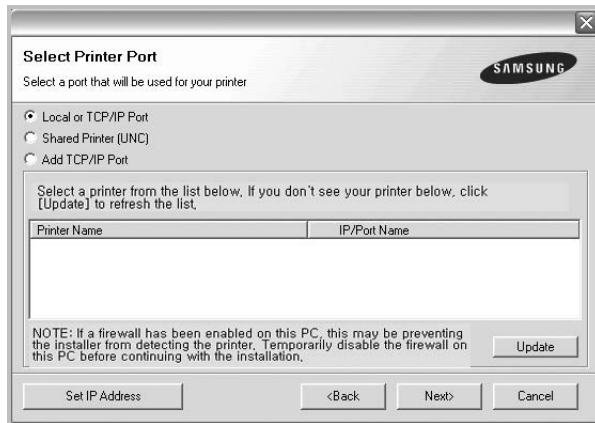 Select Printer Port
Select a port that will be used for your printer
SAMSUNG
Local or TCP/IP Port
Shared Printer (UNC)
Add TCP/IP Port
Select a printer from the list below, If you don't see your printer below, click
[Update] to refresh the list,
Printer Name IP/Port Name
NOTE: If a firewall has been enabled on this PC, this may be preventing
the installer from detecting the printer, Temporarily disable the firewall on
this PC before continuing with the installation,
Update
Set IP Address <Back Next> Cancel